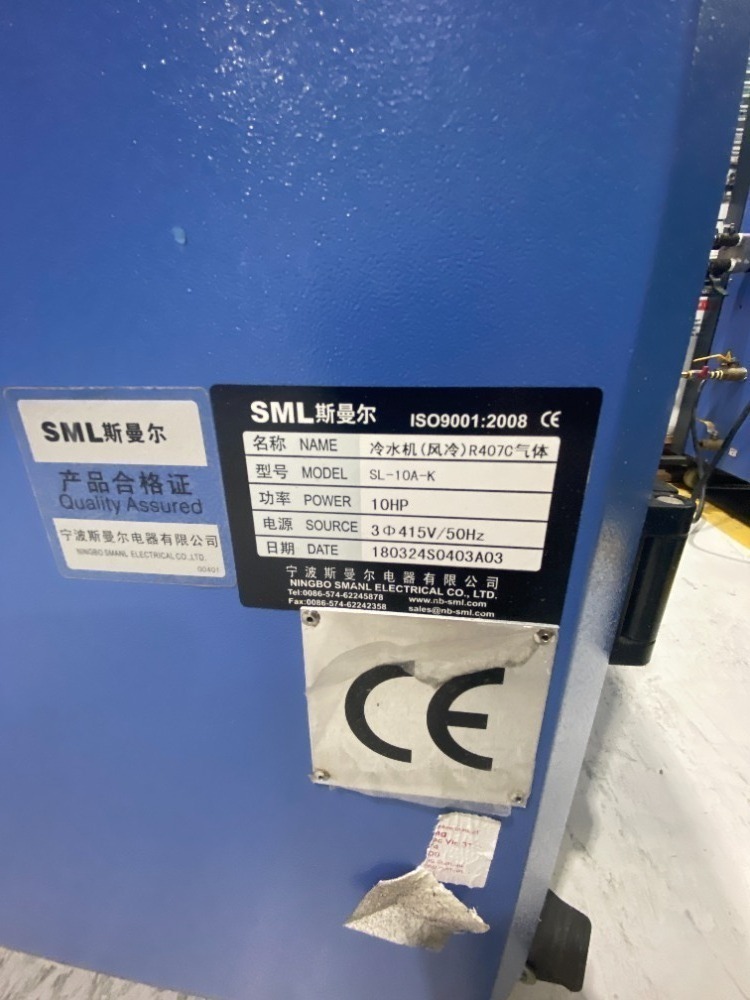 SML斯曼尔
产品合格证
Quality Assured
宁波斯曼尔电器有限公司
NINGBO SMANL ELECTRICAL CO.,LTD.
00401
SML斯曼尔 ISO9001:2008 CE
名称 NAME 冷水机(风冷)R407C气体
型号 MODEL SL-10A-K
功率 POWER 10HP
电源 SOURCE 3Φ415V/50Hz
日期 DATE 180324S0403A03
宁波斯曼尔电器有限公司
NINGBO SMANL ELECTRICAL CO., LTD.
Tel:0086-574-62245878 www.nb-sml.com
Fax:0086-574-62242358 sales@nb-sml.com
CE